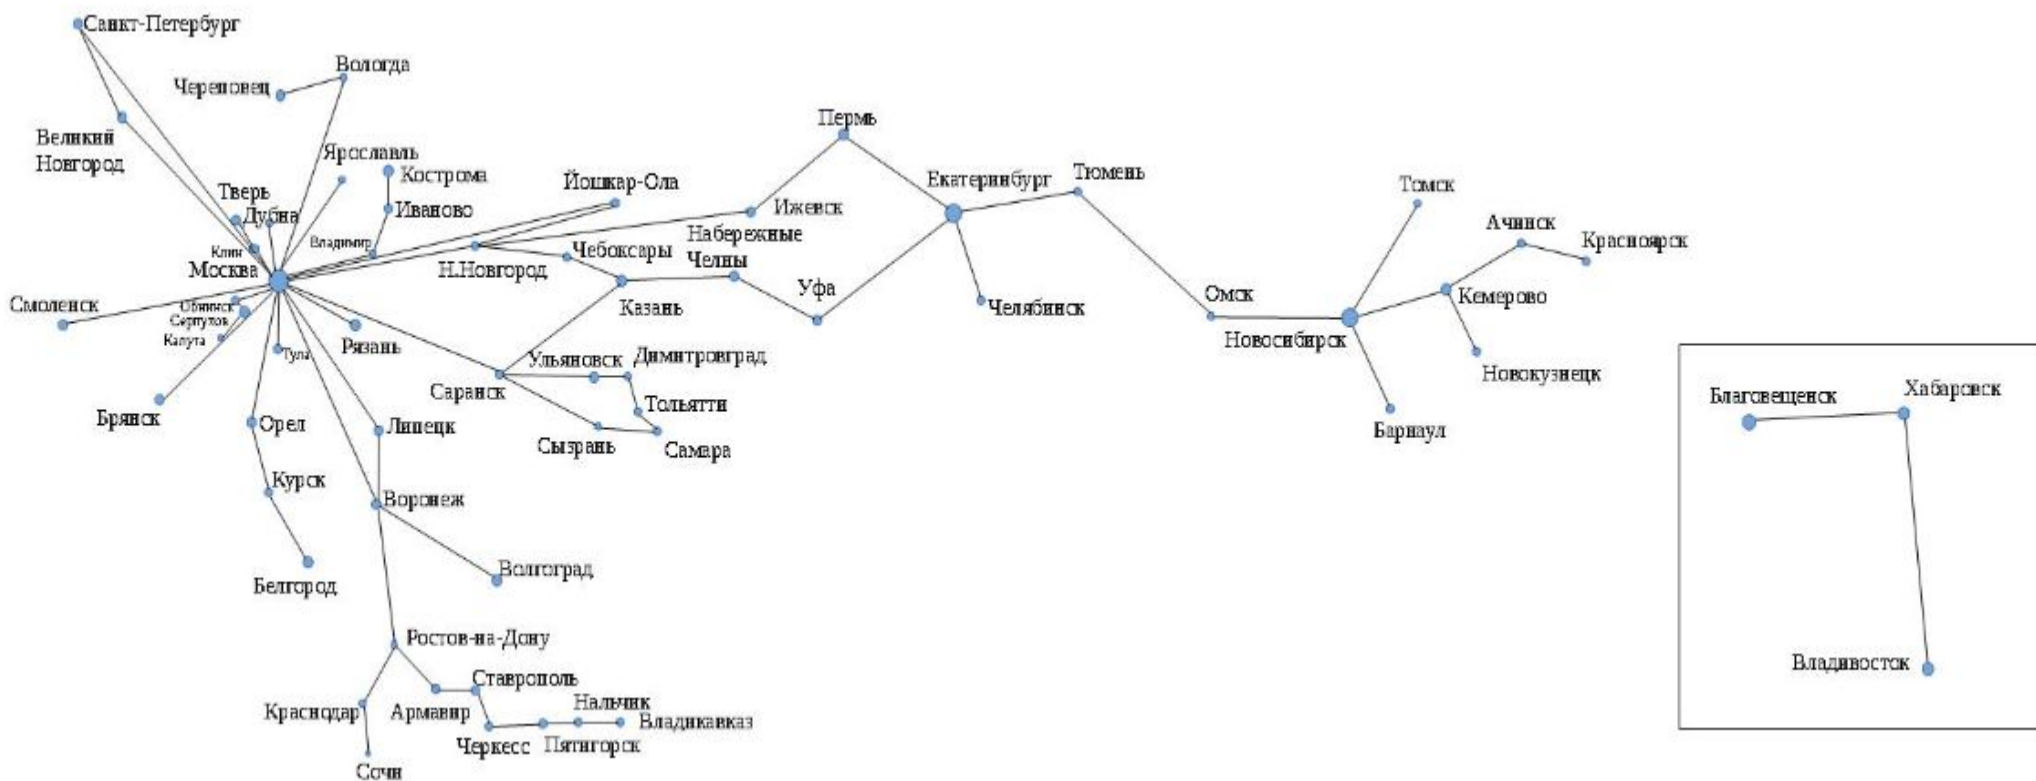 Санкт-Петербург
Вологда
Череповец
Великий
Новгород
Пермь
Ярославль
Кострома
Тверь
Дубна
Иваново
Йошкар-Ола
Ижевск
Екатеринбург
Тюмень
Томск
Ачинск
Красноярск
Клин
Владимир
Москва
Н.Новгород
Чебоксары
Набережные
Челны
Казань
Уфа
Челябинск
Омск
Новосибирск
Кемерово
Смоленск
Обнинск
Серпухов
Калуга
Тула
Рязань
Новокузнецк
Брянск
Саранск
Ульяновск
Димитровград
Тольятти
Сызрань
Самара
Барнаул
Орел
Липецк
Курск
Воронеж
Белгород
Волгоград
Ростов-на-Дону
Ставрополь
Краснодар
Армавир
Нальчик
Владикавказ
Черкесс
Пятигорск
Сочи
Благовещенск
Хабаровск
Владивосток